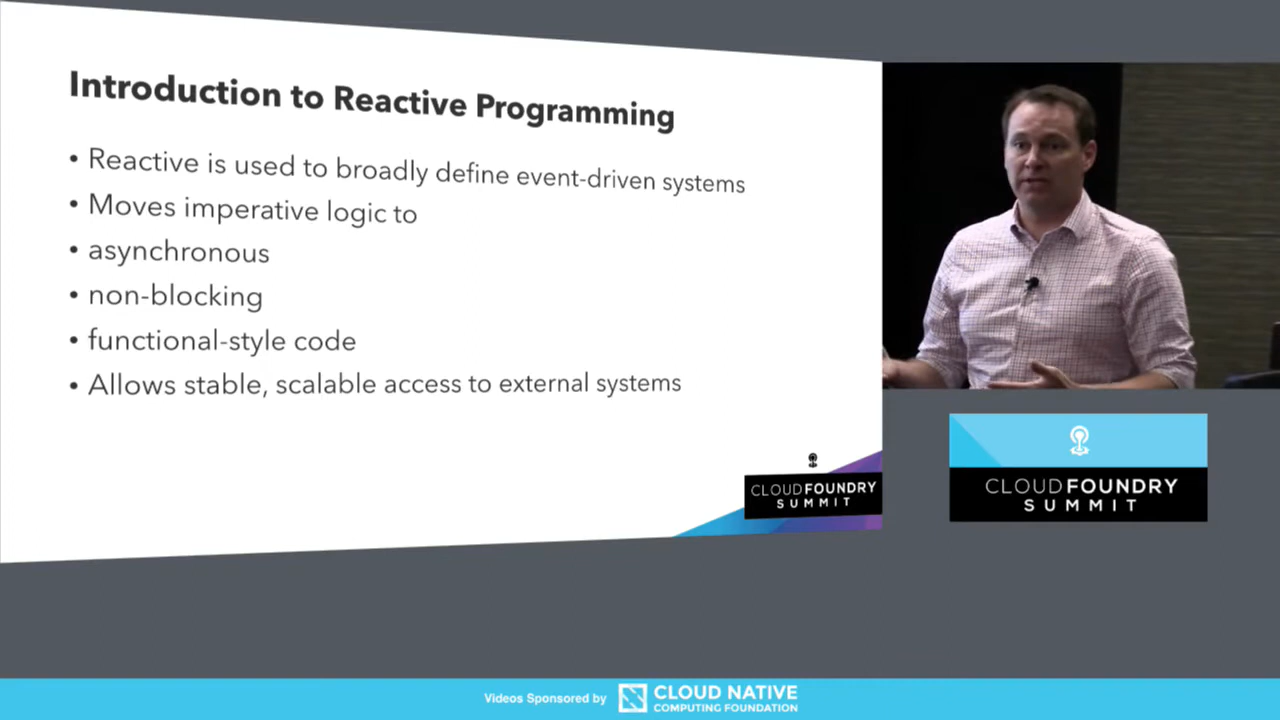 Introduction to Reactive Programming
• Reactive is used to broadly define event-driven systems
• Moves imperative logic to
• asynchronous
• non-blocking
• functional-style code
• Allows stable, scalable access to external systems
CLOUDFOUNDRY
SUMMIT
CLOUDFOUNDRY
SUMMIT
Videos Sponsored by
CLOUD NATIVE
COMPUTING FOUNDATION